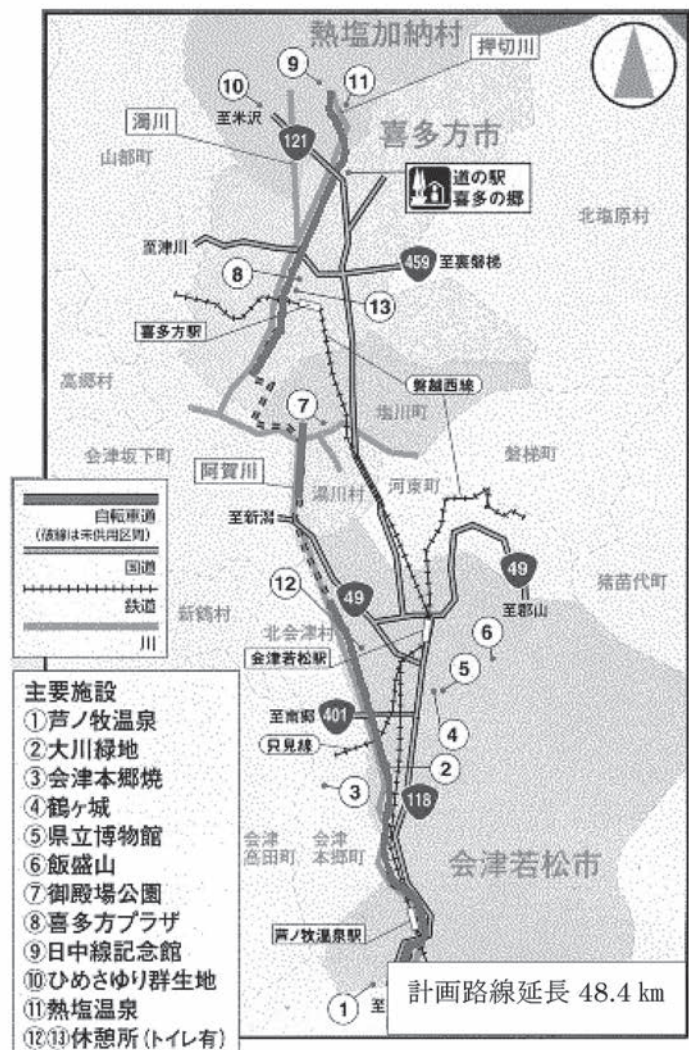 熱塩加納村
押切川
⑨
⑪
⑩
至米沢
濁川
121
喜多方市
山都町
道の駅
喜多の郷
北塩原村
至津川
459
至裏磐梯
⑧
⑬
喜多方駅
高郷村
磐越西線
⑦
塩川町
会津坂下町
磐梯町
阿賀川
湯川村
河東町
自転車道
(破線は未供用区間)
国道
鉄道
川
至新潟
49
49
猪苗代町
至郡山
新鶴村
⑫
北会津村
⑥
会津若松駅
⑤
至南郷
401
④
只見線
②
③
118
会津
高田町
会津
本郷町
会津若松市
芦ノ牧温泉駅
①
至
計画路線延長 48.4 km
主要施設
①芦ノ牧温泉
②大川緑地
③会津本郷焼
④鶴ヶ城
⑤県立博物館
⑥飯盛山
⑦御殿場公園
⑧喜多方プラザ
⑨日中線記念館
⑩ひめさゆり群生地
⑪熱塩温泉
⑫⑬休憩所(トイレ有)